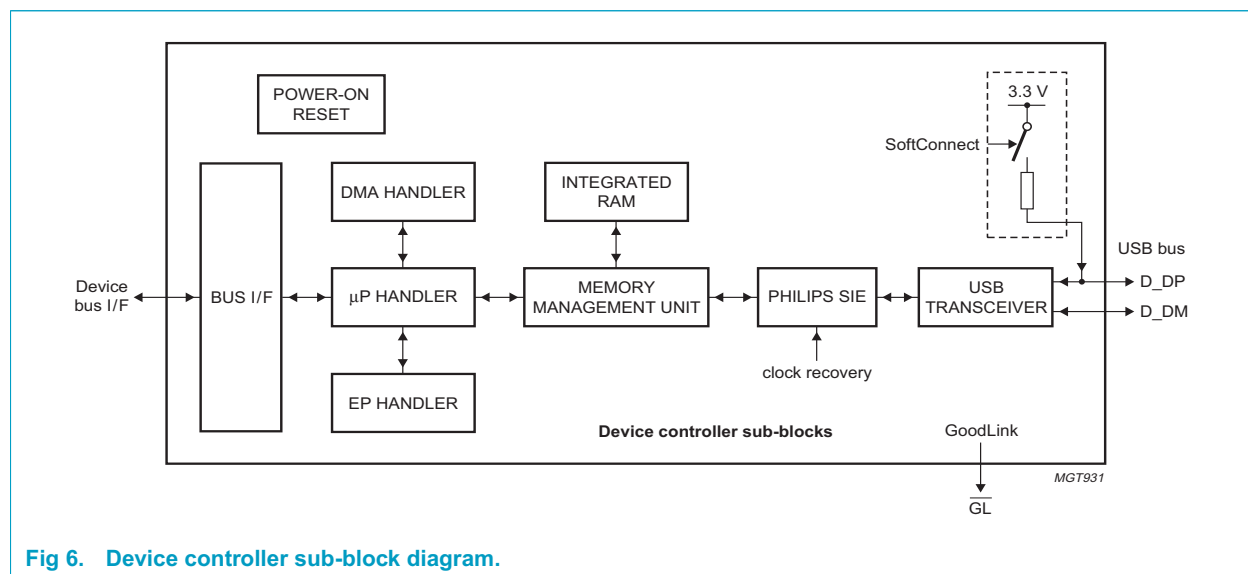 POWER-ON
RESET
3.3 V
SoftConnect
DMA HANDLER
INTEGRATED
RAM
USB bus
Device
bus I/F
BUS I/F
μP HANDLER
MEMORY
MANAGEMENT UNIT
PHILIPS SIE
USB
TRANSCEIVER
D_DP
D_DM
clock recovery
EP HANDLER
Device controller sub-blocks
GoodLink
MGT931
GL
Fig 6. Device controller sub-block diagram.